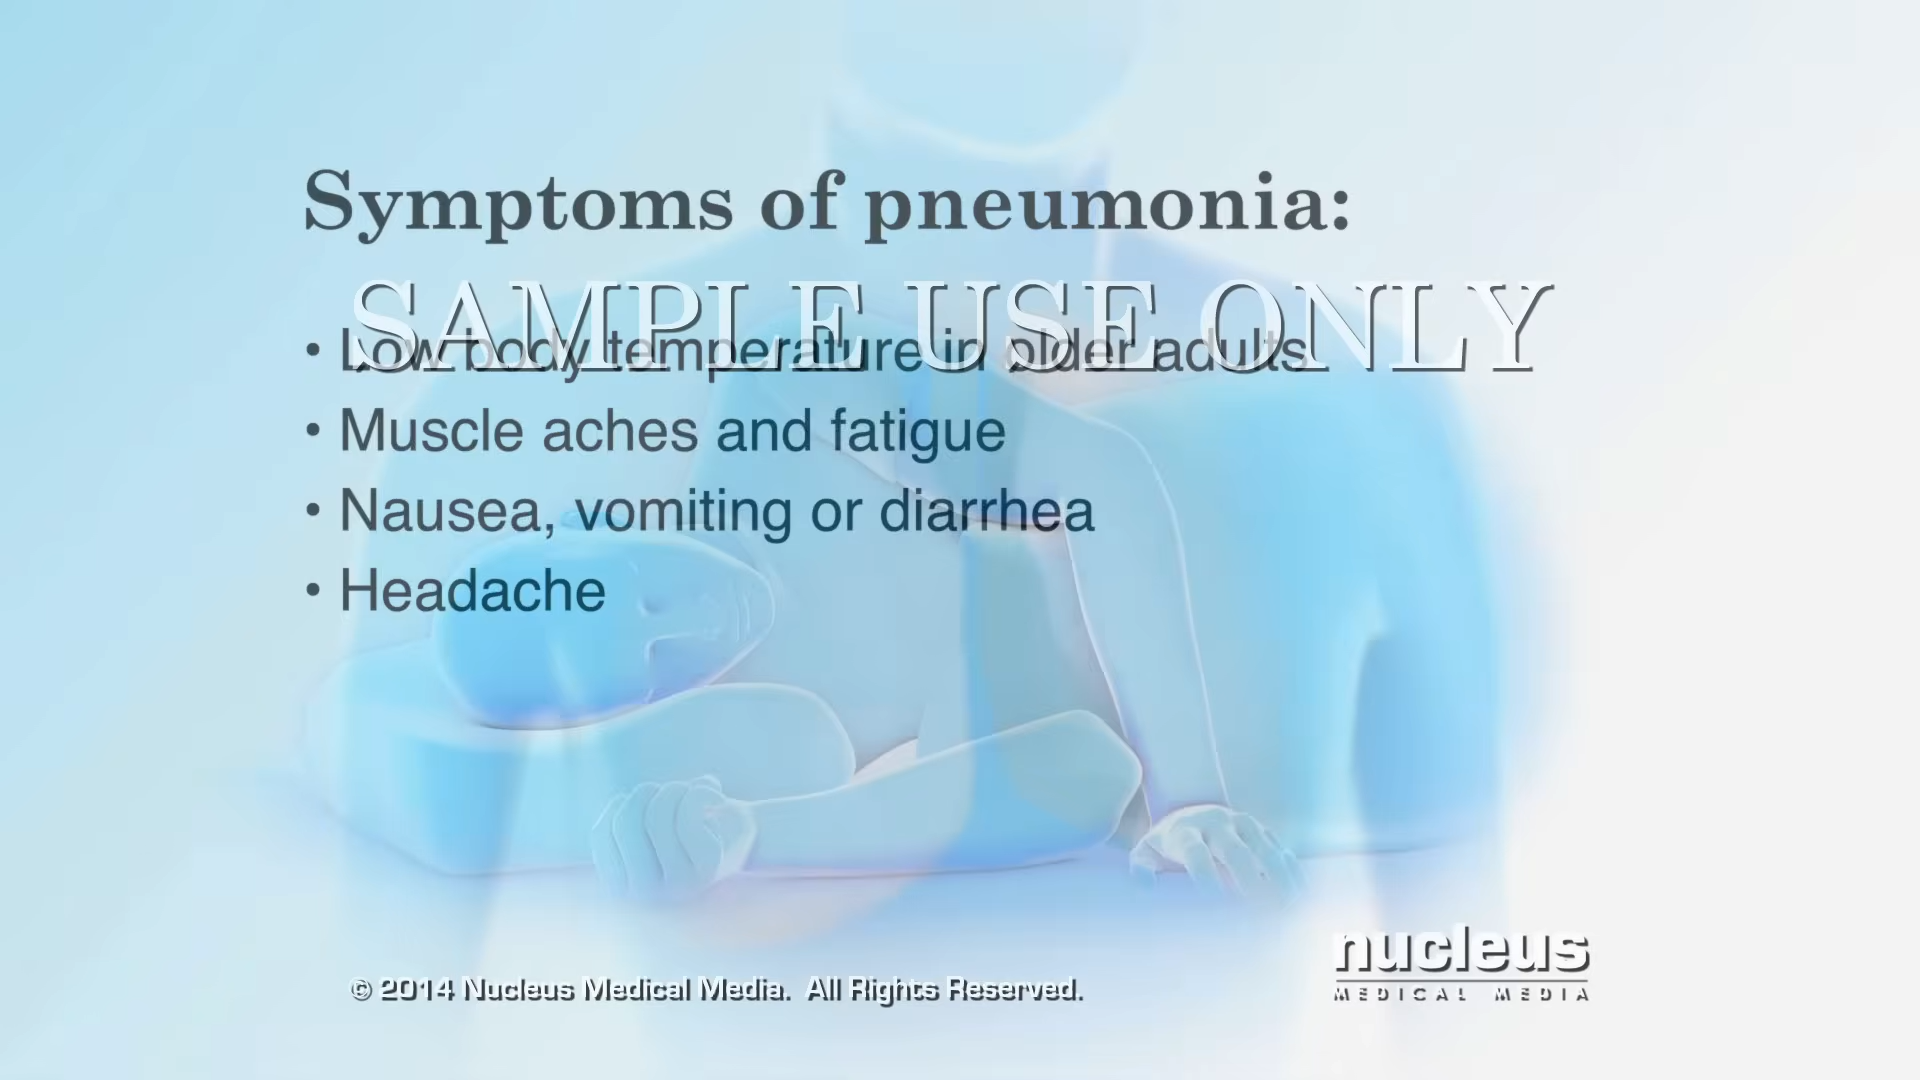 Symptoms of pneumonia:
SAMPLE USE ONLY
• Low body temperature in older adults
• Muscle aches and fatigue
• Nausea, vomiting or diarrhea
• Headache
nucleus
MEDICAL MEDIA
© 2014 Nucleus Medical Media. All Rights Reserved.